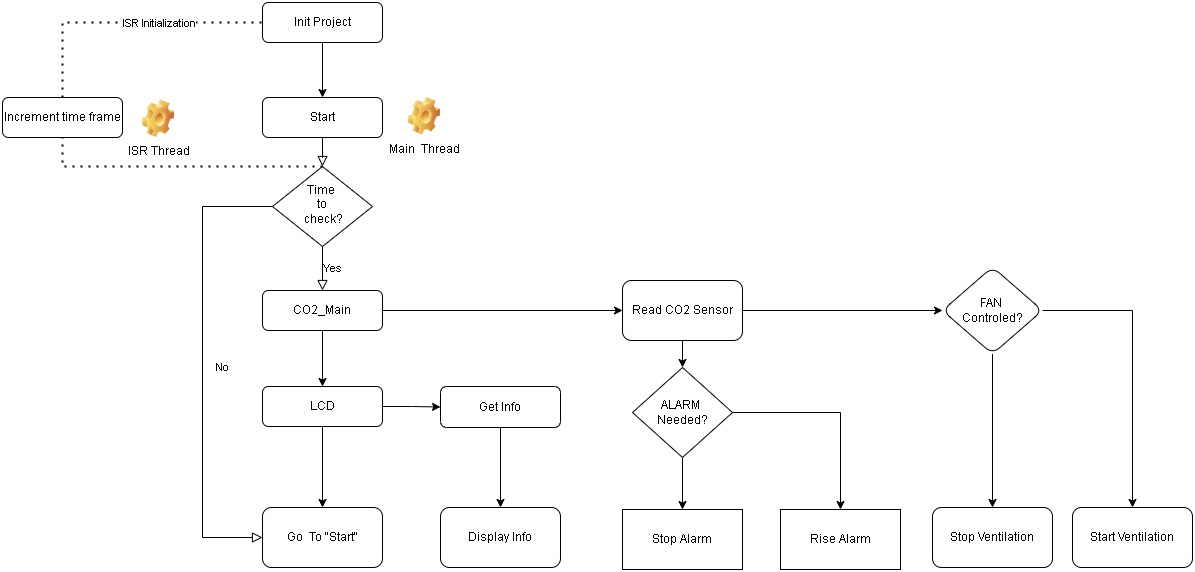 ISR Initialization
Init Project
Increment time frame
ISR Thread
Start
Main Thread
Time
to
check?
Yes
No
CO2_Main
Read CO2 Sensor
FAN
Controled?
LCD
Get Info
ALARM
Needed?
Go To "Start"
Display Info
Stop Alarm
Rise Alarm
Stop Ventilation
Start Ventilation